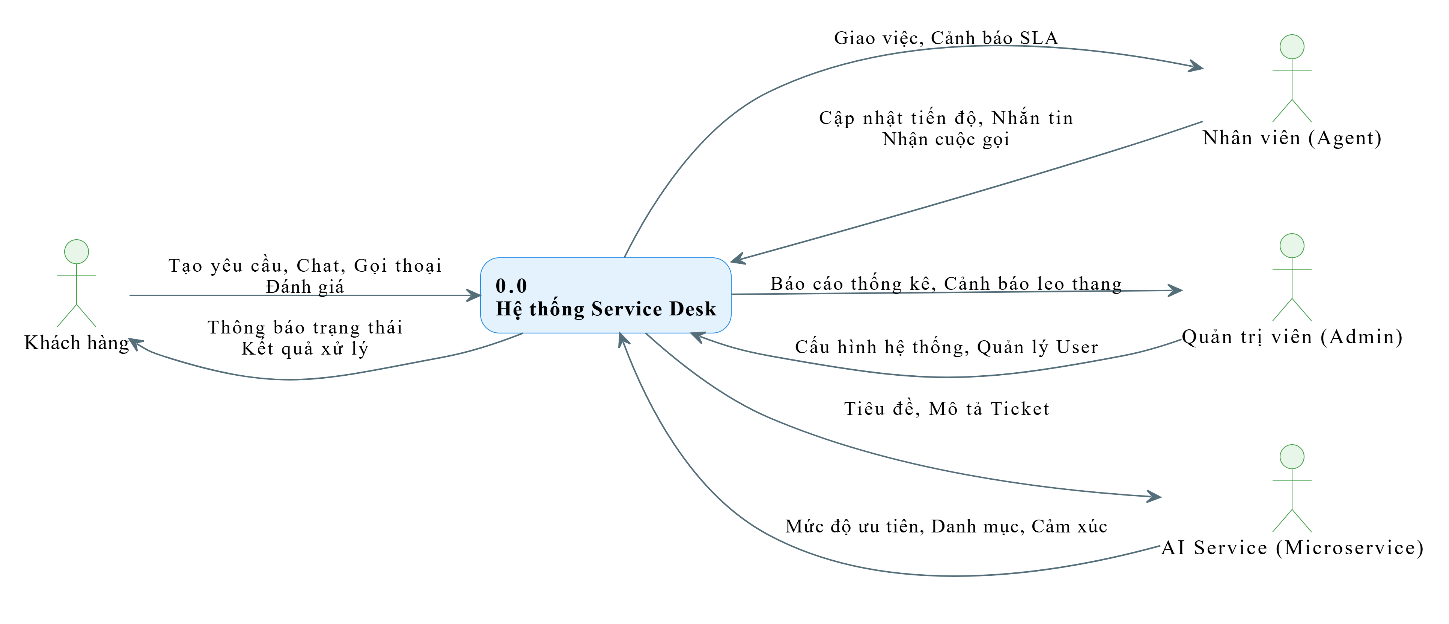 Giao việc, Cảnh báo SLA
Cập nhật tiến độ, Nhắn tin
Nhận cuộc gọi
Nhân viên (Agent)
Tạo yêu cầu, Chat, Gọi thoại
Đánh giá
Thông báo trạng thái
Kết quả xử lý
Khách hàng
0.0
Hệ thống Service Desk
Báo cáo thống kê, Cảnh báo leo thang
Cấu hình hệ thống, Quản lý User
Quản trị viên (Admin)
Tiêu đề, Mô tả Ticket
Mức độ ưu tiên, Danh mục, Cảm xúc
AI Service (Microservice)